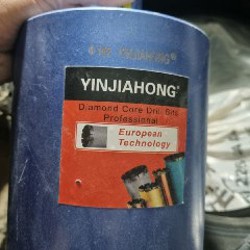 YINJIAHONG®
Diamond Core Drill Bits
Professional
European
Technology